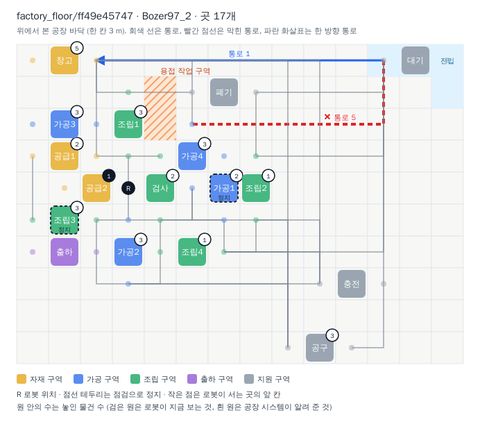 factory_floor/ff49e45747 · Bozer97_2 · 곳 17개
위에서 본 공장 바닥 (한 칸 3 m). 회색 선은 통로, 빨간 점선은 막힌 통로, 파란 화살표는 한 방향 통로
5
장고
통로 1
대기
전입
용접 작업 구역
폐기
통로 5
3
가공3
3
조립1
2
공급1
3
가공4
1
공급2
R
2
검사
2
가공1
정지
1
조립2
3
조립3
정지
출하
3
가공2
1
조립4
충전
3
공구
자재 구역
가공 구역
조립 구역
출하 구역
지원 구역
R 로봇 위치 · 점선 테두리는 점검으로 정지 · 작은 점은 로봇이 서는 곳의 앞 칸
원 안의 수는 놓인 물건 수 (검은 원은 로봇이 지금 보는 것, 흰 원은 공장 시스템이 알려 준 것)